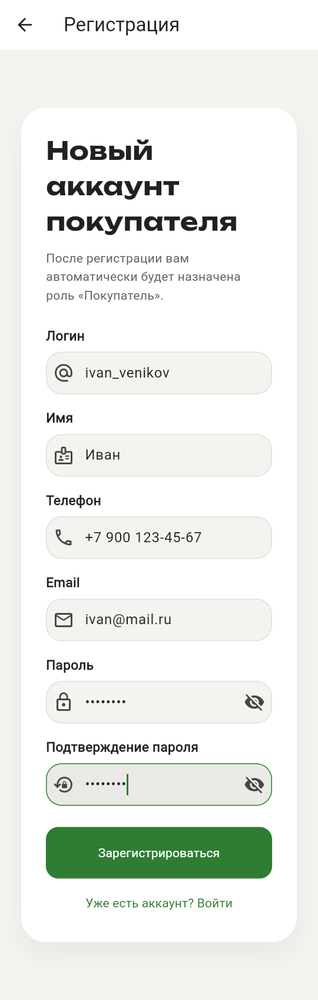 Регистрация
Новый
аккаунт
покупателя
После регистрации вам
автоматически будет назначена
роль «Покупатель».
Логин
ivan_venikov
Имя
Иван
Телефон
+7 900 123-45-67
Email
ivan@mail.ru
Пароль
••••••••
Подтверждение пароля
••••••••
Зарегистрироваться
Уже есть аккаунт? Войти